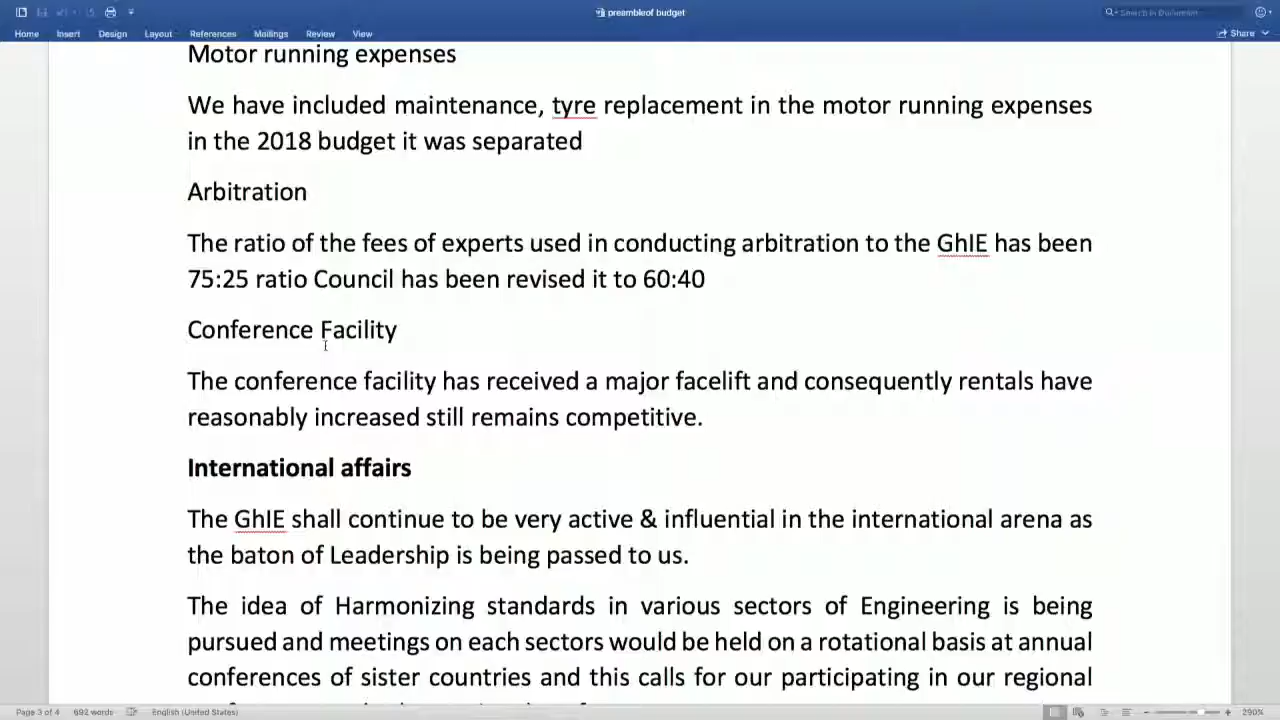 preambleof budget
Search in Document
Home Insert Design Layout References Mailings Review View
Share
Motor running expenses
We have included maintenance, tyre replacement in the motor running expenses
in the 2018 budget it was separated
Arbitration
The ratio of the fees of experts used in conducting arbitration to the GhIE has been
75:25 ratio Council has been revised it to 60:40
Conference Facility
The conference facility has received a major facelift and consequently rentals have
reasonably increased still remains competitive.
International affairs
The GhIE shall continue to be very active & influential in the international arena as
the baton of Leadership is being passed to us.
The idea of Harmonizing standards in various sectors of Engineering is being
pursued and meetings on each sectors would be held on a rotational basis at annual
conferences of sister countries and this calls for our participating in our regional
Page 3 of 4 692 words English (United States) 290%